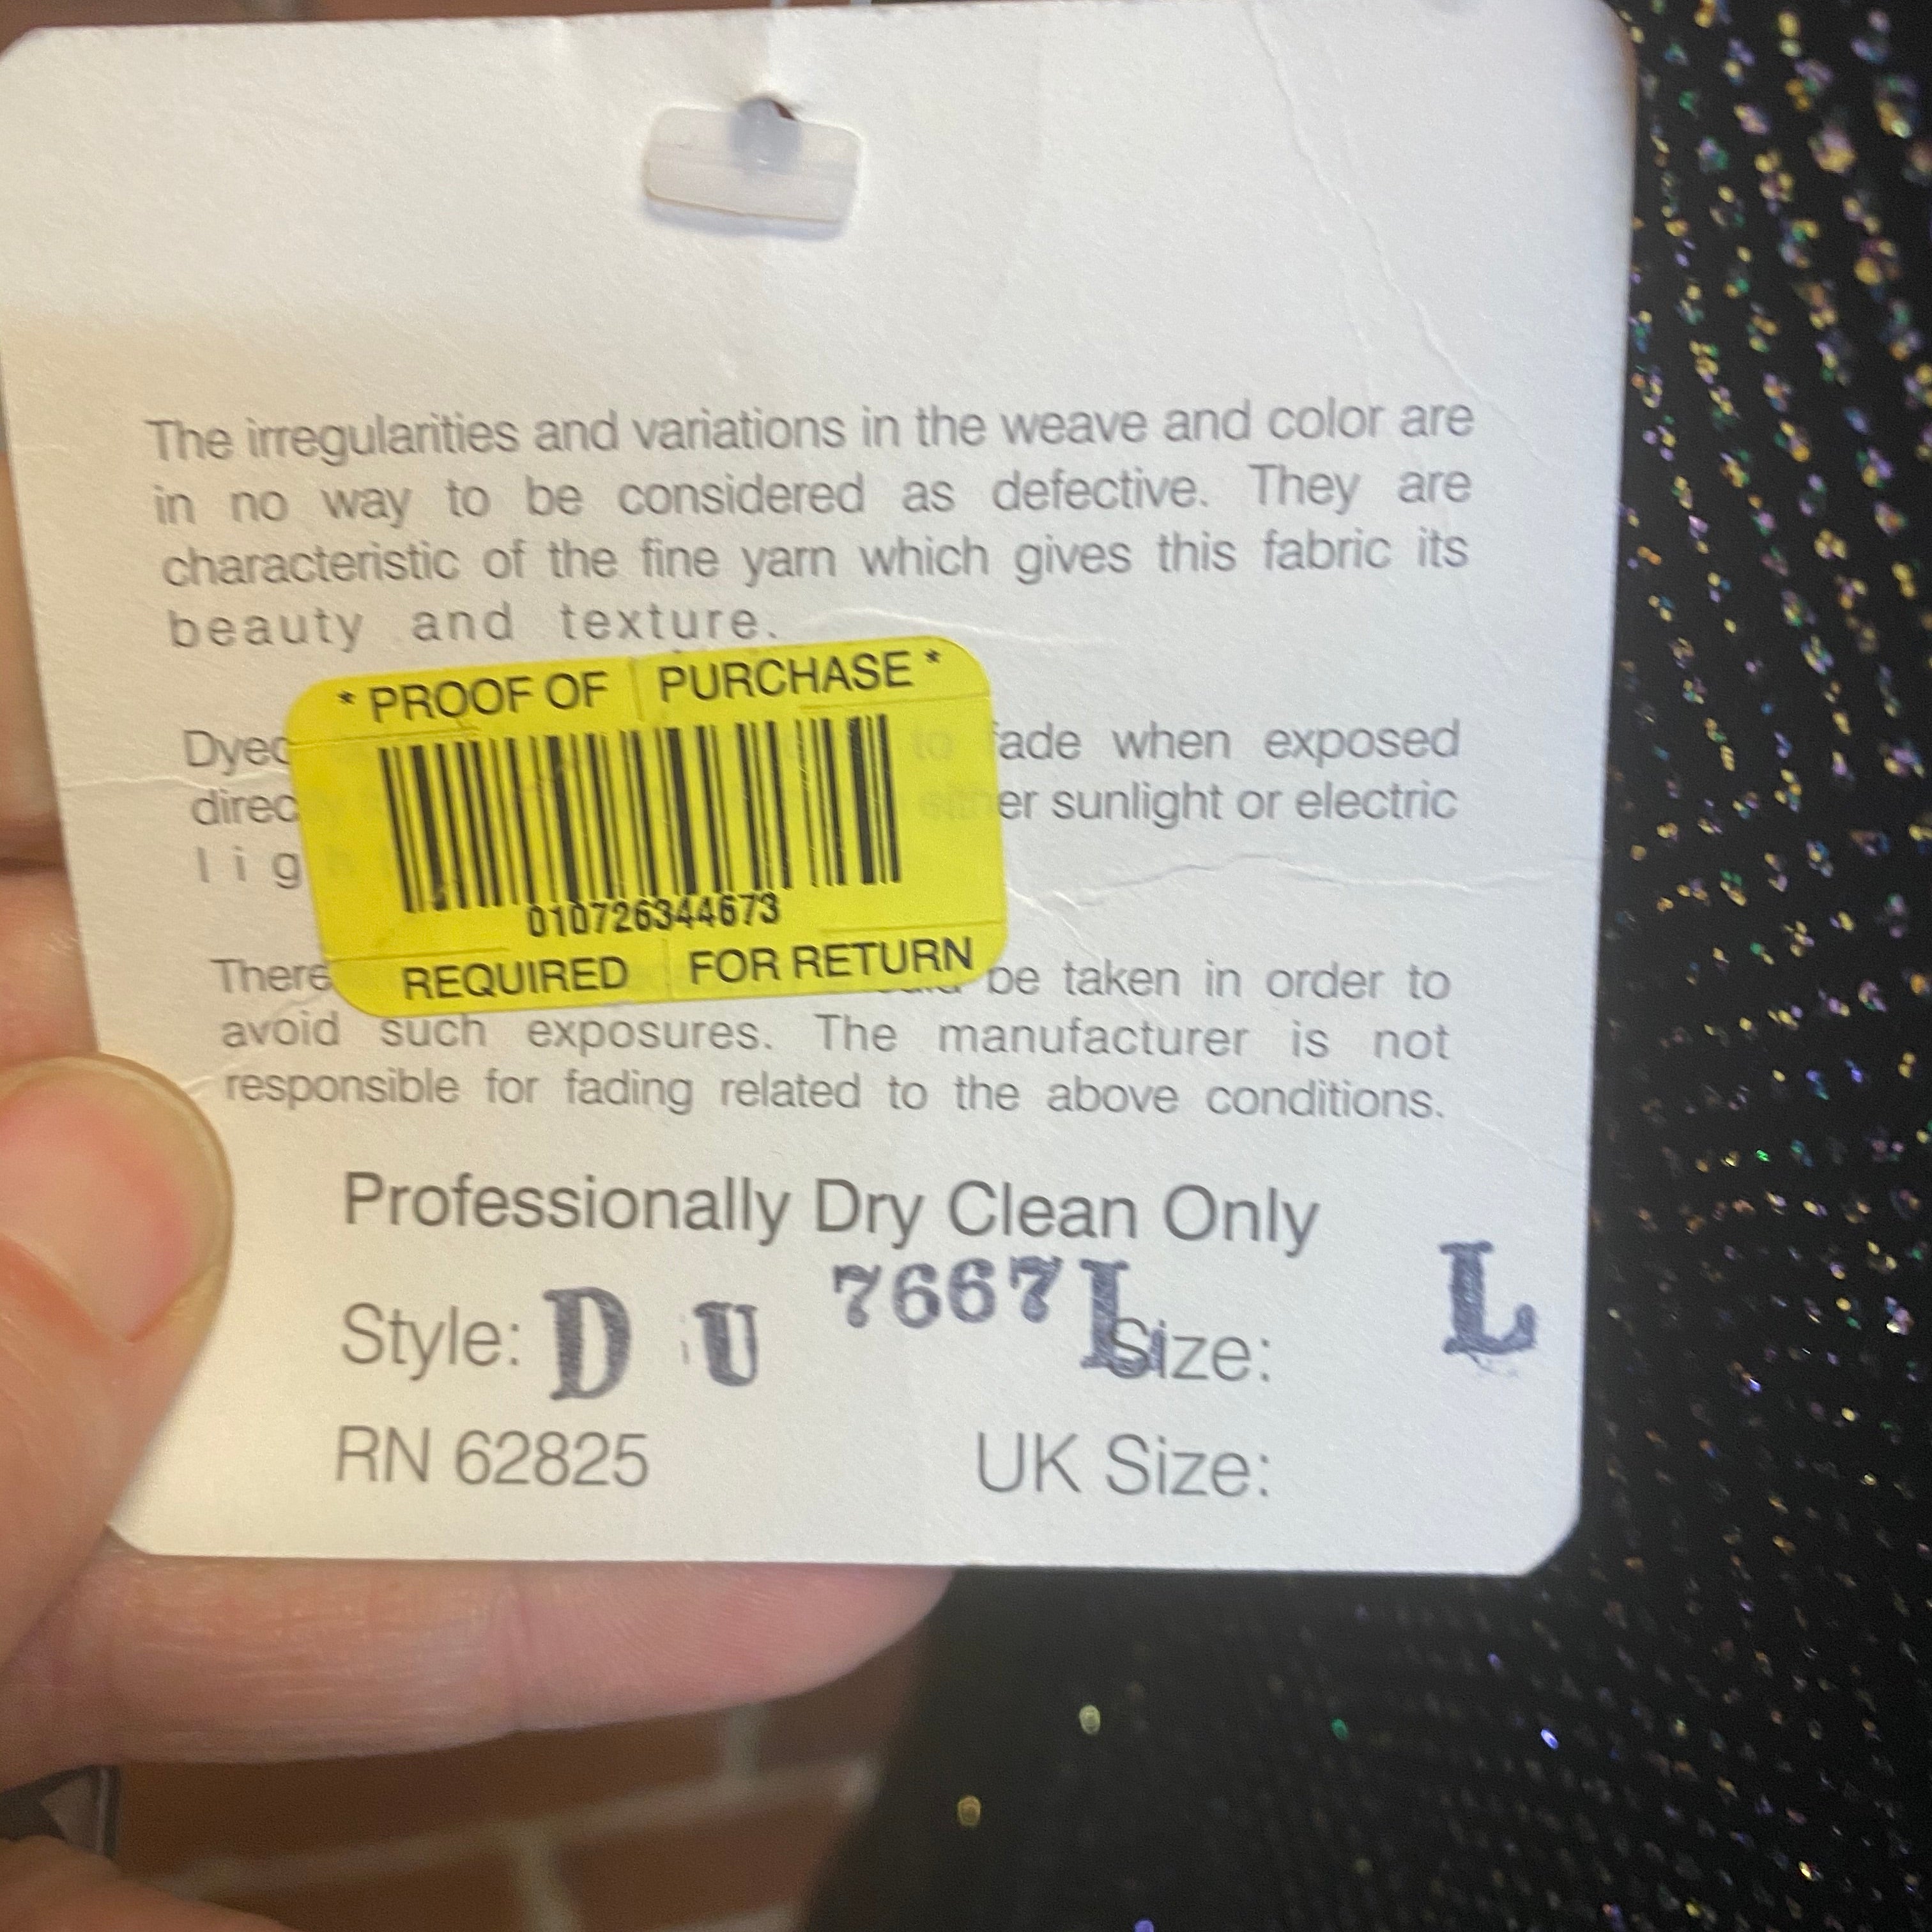 The irregularities and variations in the weave and color are
in no way to be considered as defective. They are
characteristic of the fine yarn which gives this fabric its
beauty and texture.
* PROOF OF PURCHASE *
Dyed to fade when exposed
direc either sunlight or electric
lig
010726344673
REQUIRED FOR RETURN
There be taken in order to
avoid such exposures. The manufacturer is not
responsible for fading related to the above conditions.
Professionally Dry Clean Only
Style: D U 7667 L Size: L
RN 62825 UK Size: